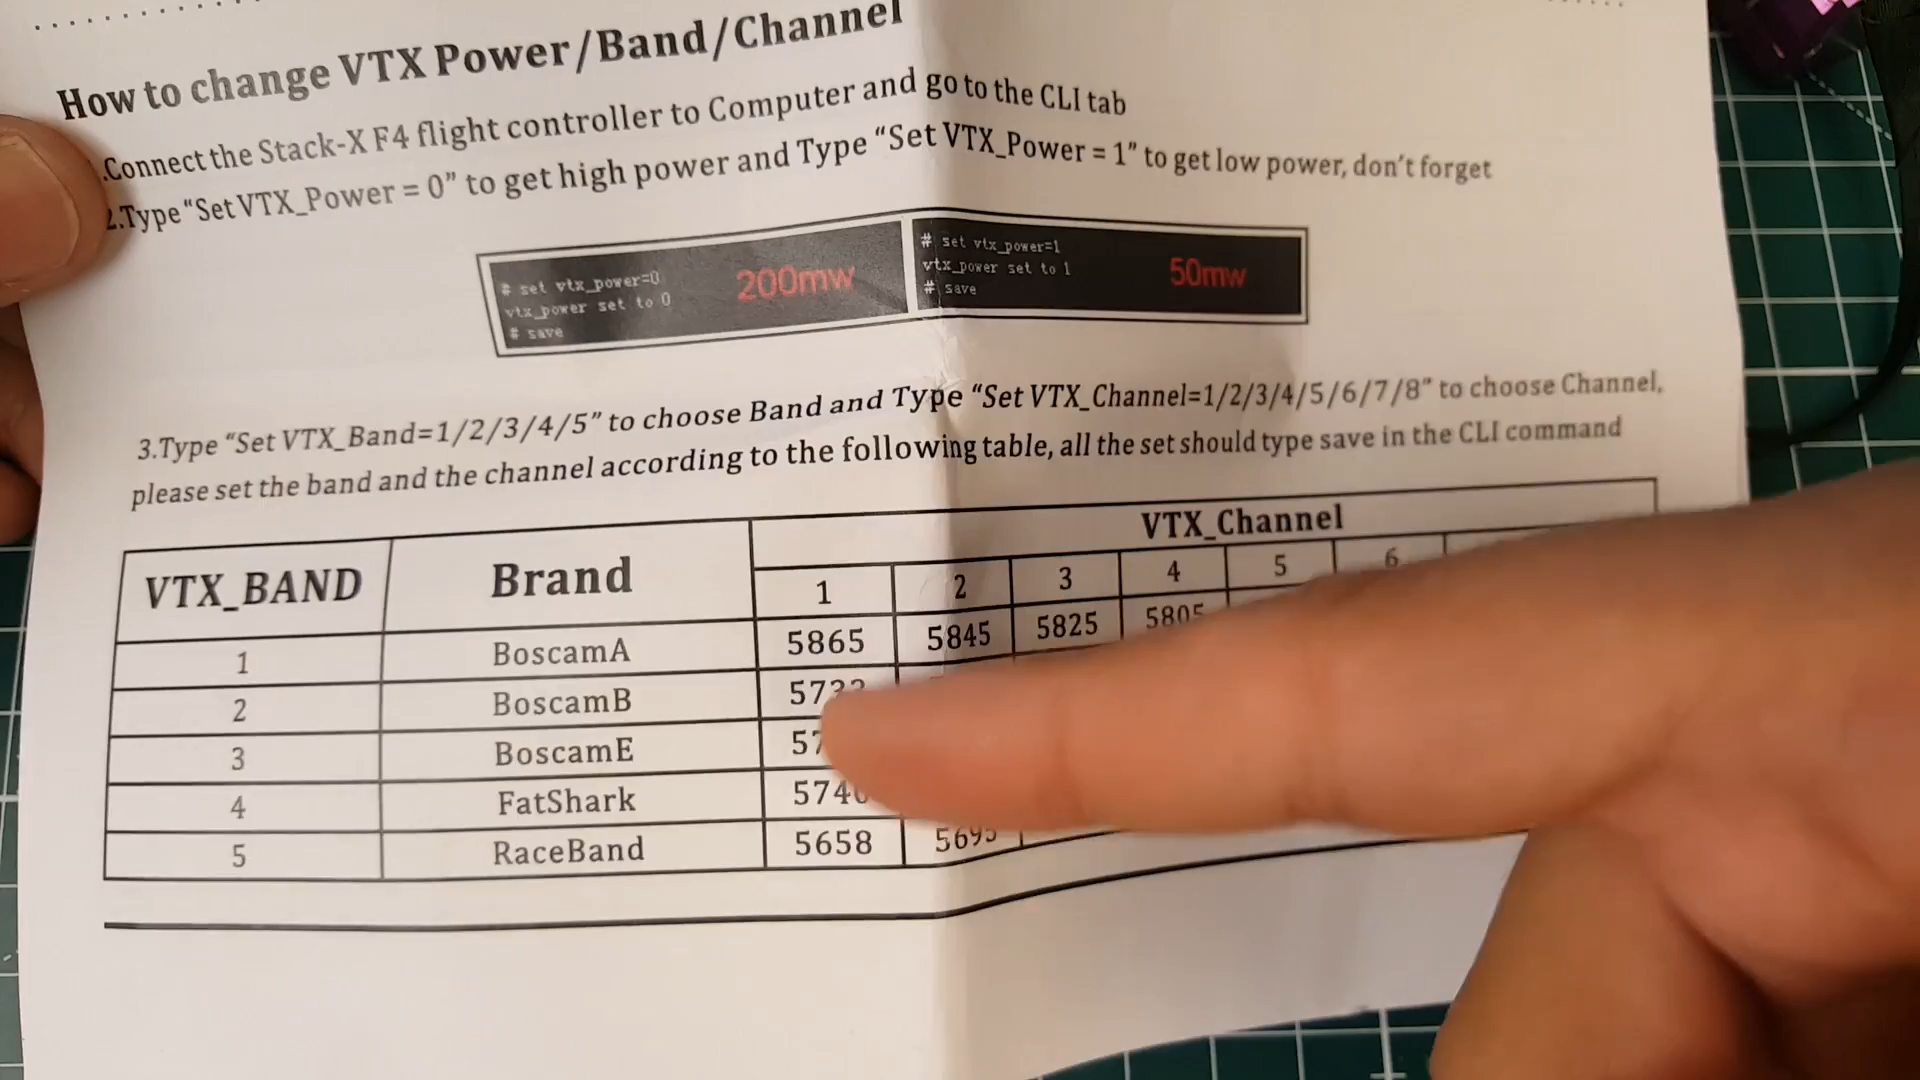 How to change VTX Power/Band/Channel
.Connect the Stack-X F4 flight controller to Computer and go to the CLI tab
2.Type “Set VTX_Power = 0” to get high power and Type “Set VTX_Power = 1” to get low power, don’t forget
# set vtx_power=0
vtx_power set to 0
# save
200mw
# set vtx_power=1
vtx_power set to 1
# save
50mw
3.Type “Set VTX_Band=1/2/3/4/5” to choose Band and Type “Set VTX_Channel=1/2/3/4/5/6/7/8” to choose Channel,
please set the band and the channel according to the following table, all the set should type save in the CLI command
VTX_BAND Brand VTX_Channel
1 2 3 4 5 6
1 BoscamA 5865 5845 5825 5805
2 BoscamB
3 BoscamE
4 FatShark
5 RaceBand 5658 5695